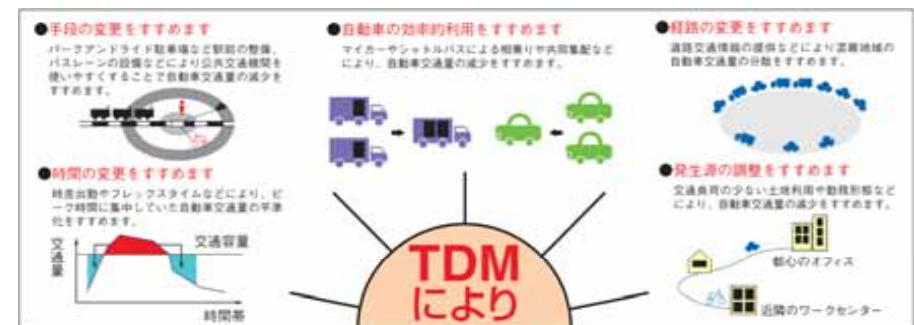 ●手段の変更をすすめます
パークアンドライド駐車場など駅前の整備、
バスレーンの設備などにより公共交通機関を
使いやすくすることで自動車交通量の減少を
すすめます。
●時間の変更をすすめます
時差出勤やフレックスタイムなどにより、ピ
ーク時間に集中していた自動車交通量の平準
化をすすめます。
交通量
交通容量
時間帯
●自動車の効率的利用をすすめます
マイカーやシャトルバスによる相乗りや共同集配など
により、自動車交通量の減少をすすめます。
TDM
により
●経路の変更をすすめます
道路交通情報の提供などにより混雑地域の
自動車交通量の分散をすすめます。
●発生源の調整をすすめます
交通負荷の少ない土地利用や勤務形態など
により、自動車交通量の減少をすすめます。
都心のオフィス
近隣のワークセンター